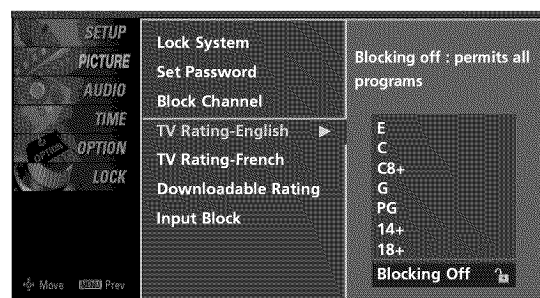 SETUP
PICTURE
AUDIO
TIME
OPTION
LOCK
Move MENU Prev
Lock System
Set Password
Block Channel
TV Rating-English
TV Rating-French
Downloadable Rating
Input Block
Blocking off : permits all
programs
E
C
C8+
G
PG
14+
18+
Blocking Off